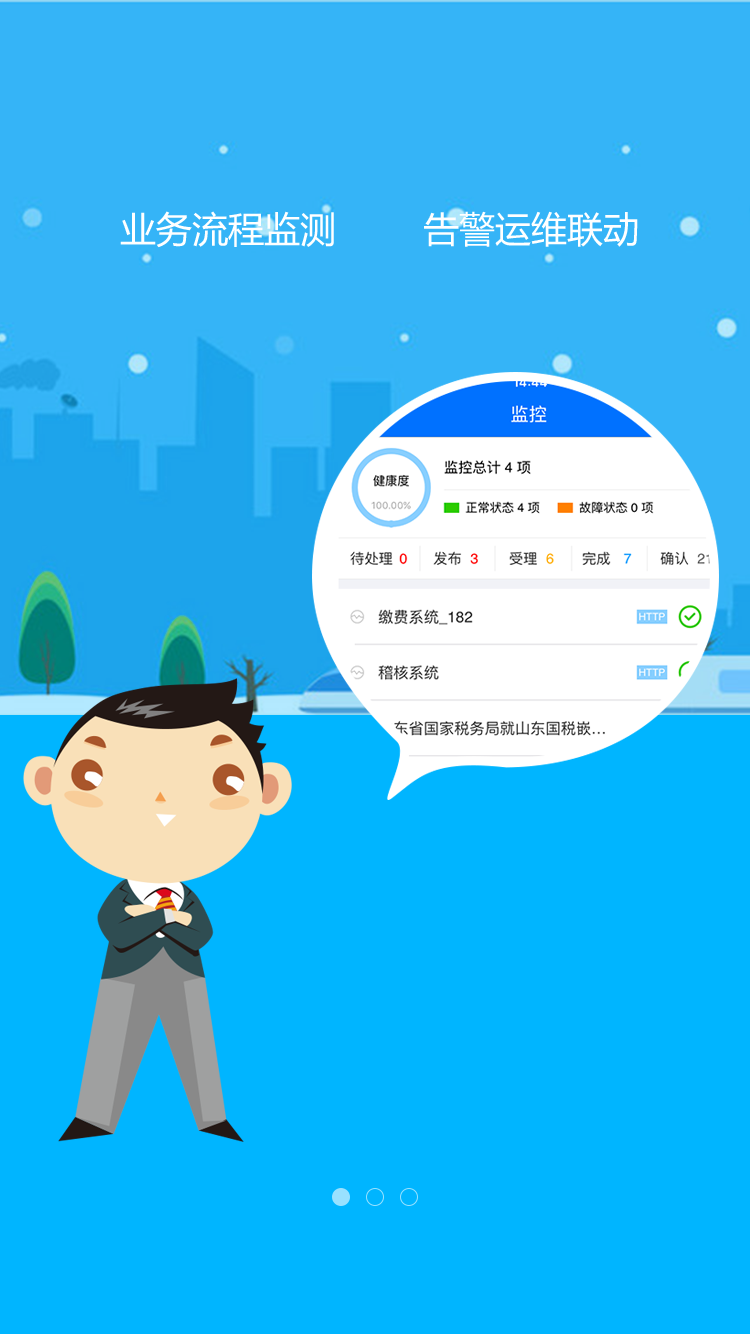 业务流程监测 告警运维联动
14:44
监控
健康度
100.00%
监控总计 4 项
正常状态 4 项 故障状态 0 项
待处理 0 发布 3 受理 6 完成 7 确认
缴费系统_182 HTTP
稽核系统 HTTP
东省国家税务局就山东国税嵌...